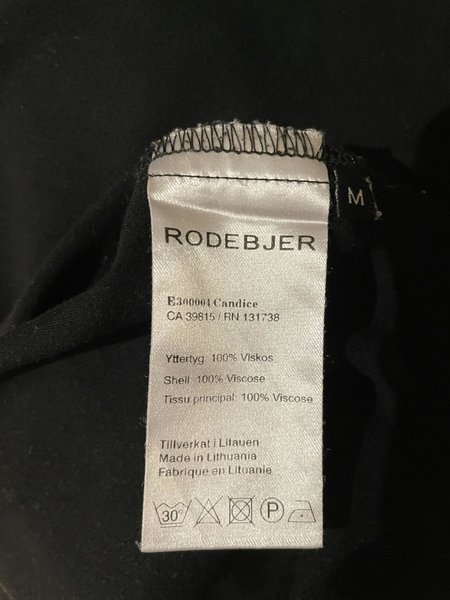 M
RODEBJER
E300004 Candice
CA 39815 / RN 131738
Yttertyg: 100% Viskos
Shell: 100% Viscose
Tissu principal: 100% Viscose
Tillverkat i Litauen
Made in Lithuania
Fabrique en Lituanie
30°
P